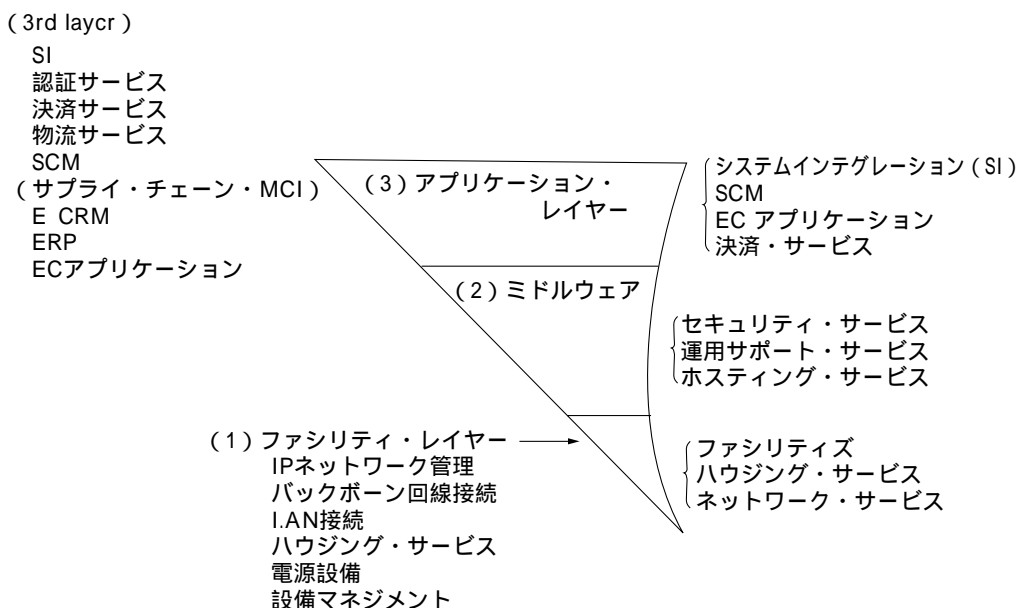 (3rd laycr)
SI
認証サービス
決済サービス
物流サービス
SCM
(サプライ・チェーン・MCI)
E CRM
ERP
ECアプリケーション
(3)アプリケーション・
レイヤー
システムインテグレーション(SI)
SCM
EC アプリケーション
決済・サービス
(2)ミドルウェア
セキュリティ・サービス
運用サポート・サービス
ホスティング・サービス
(1)ファシリティ・レイヤー
IPネットワーク管理
バックボーン回線接続
I.AN接続
ハウジング・サービス
電源設備
設備マネジメント
ファシリティズ
ハウジング・サービス
ネットワーク・サービス